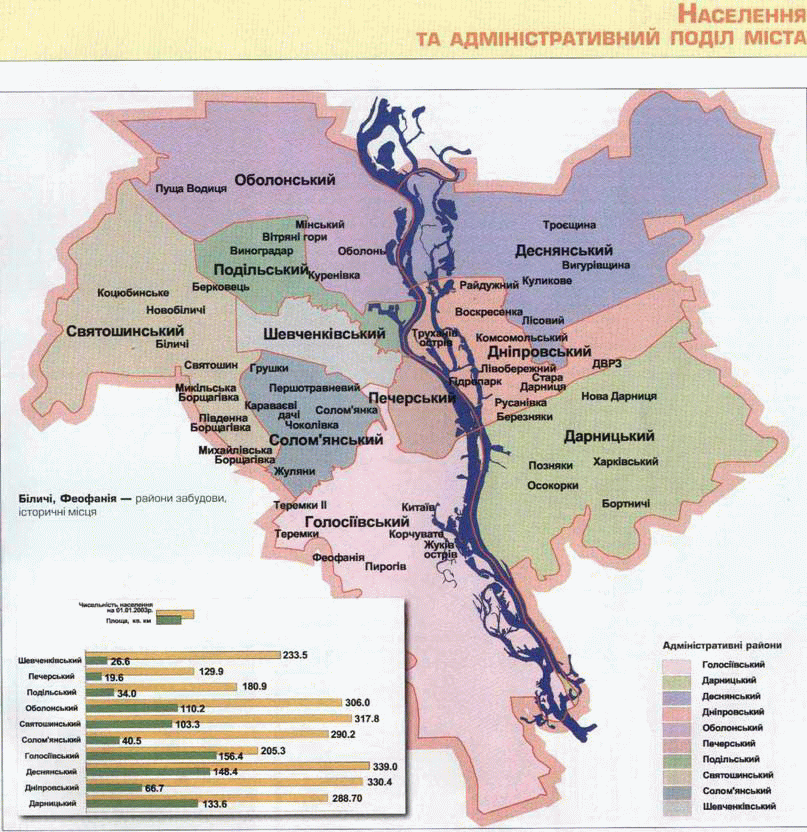 НАСЕЛЕННЯ
ТА АДМІНІСТРАТИВНИЙ ПОДІЛ МІСТА
Оболонський
Пуща Водиця
Мінський
Вітряні гори
Виноградар
Оболонь
Подільський
Куренівка
Берковець
Троєщина
Деснянський
Вигурівщина
Куликове
Райдужний
Воскресенка
Лісовий
Коцюбинське
Новобіличі
Святошинський
Біличі
Шевченківський
Труханів
острів
Комсомольський
Дніпровський
Лівобережний
ДВРЗ
Гідропарк
Стара
Дарниця
Нова Дарниця
Русанівка
Березняки
Святошин
Грушки
Микільська
Борщагівка
Першотравневий
Печерський
Караваєві
дачі
Солом'янка
Південна
Борщагівка
Чоколівка
Солом'янський
Дарницький
Михайлівська
Борщагівка
Жуляни
Позняки
Харківський
Осокорки
Бортничі
Біличі, Феофанія — райони забудови,
історичні місця
Теремки II
Китаїв
Голосіївський
Теремки
Корчувате
Жуків
острів
Феофанія
Пирогів
Чисельність населення
на 01.01.2003р.
Площа, кв. км
Шевченківський 233.5 26.6
Печерський 129.9 19.6
Подільський 180.9 34.0
Оболонський 306.0 110.2
Святошинський 317.8 103.3
Солом'янський 290.2 40.5
Голосіївський 205.3 156.4
Деснянський 339.0 148.4
Дніпровський 330.4 66.7
Дарницький 288.70 133.6
Адміністративні райони
Голосіївський
Дарницький
Деснянський
Дніпровський
Оболонський
Печерський
Подільський
Святошинський
Солом'янський
Шевченківський